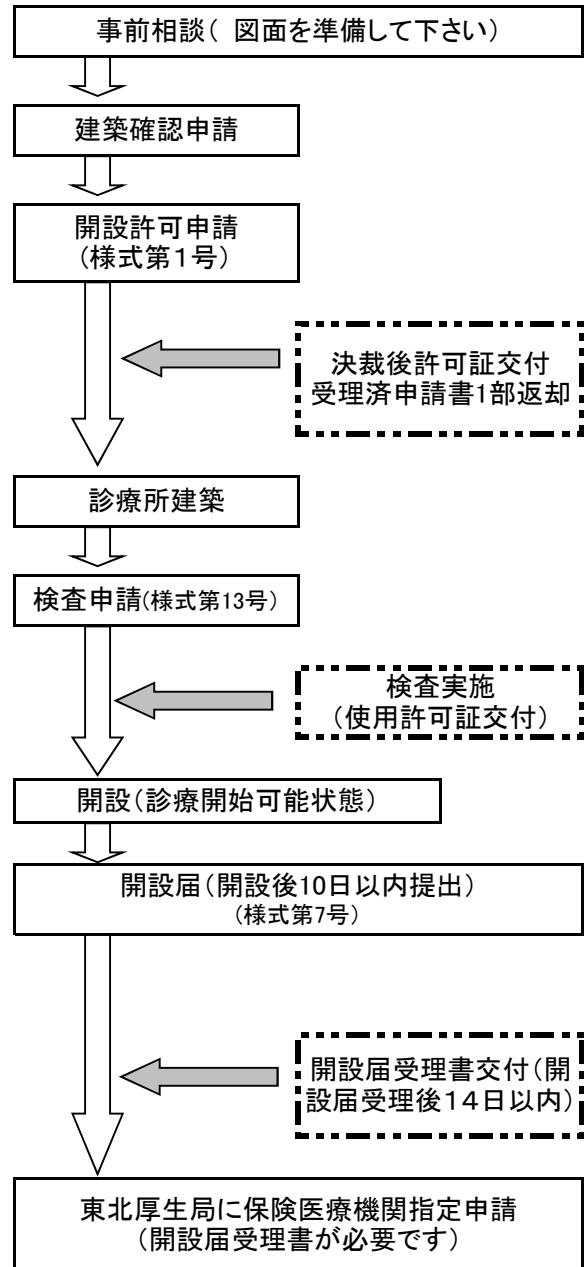 事前相談( 図面を準備して下さい)
建築確認申請
開設許可申請
(様式第１号)
決裁後許可証交付
受理済申請書1部返却
診療所建築
検査申請(様式第13号)
検査実施
(使用許可証交付)
開設(診療開始可能状態)
開設届(開設後10日以内提出)
(様式第7号)
開設届受理書交付(開
設届受理後１４日以内)
東北厚生局に保険医療機関指定申請
(開設届受理書が必要です)